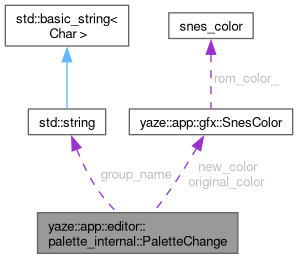 std::basic_string<
Char >
snes_color
rom_color_
std::string
yaze::app::gfx::SnesColor
group_name
new_color
original_color
yaze::app::editor::
palette_internal::PaletteChange